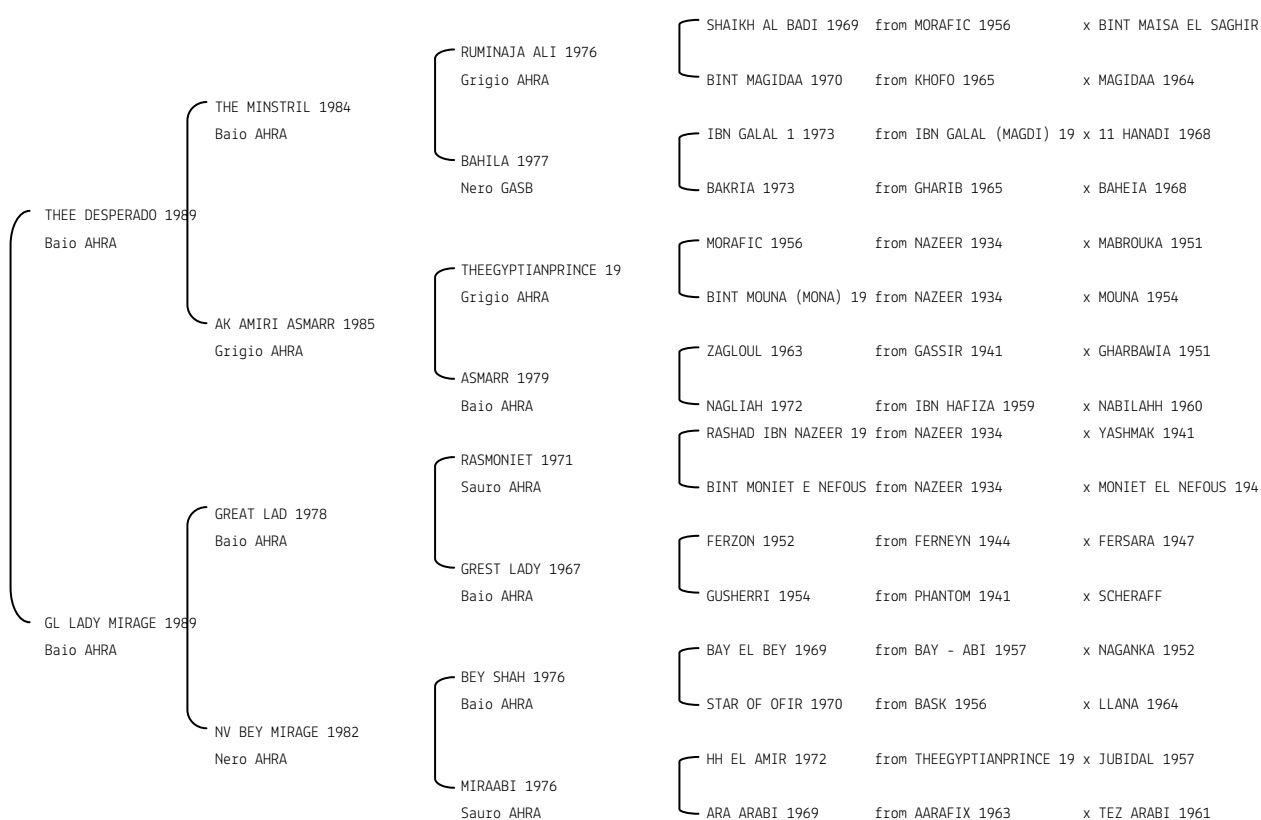 SHAIKH AL BADI 1969 from MORAFIC 1956 x BINT MAISA EL SAGHIR
RUMINAJA ALI 1976
Grigio AHRA
BINT MAGIDAA 1970 from KHOFO 1965 x MAGIDAA 1964
THE MINSTRIL 1984
Baio AHRA
IBN GALAL 1 1973 from IBN GALAL (MAGDI) 19 x 11 HANADI 1968
BAHILA 1977
Nero GASB
BAKRIA 1973 from GHARIB 1965 x BAHEIA 1968
THEE DESPERADO 1989
Baio AHRA
MORAFIC 1956 from NAZEER 1934 x MABROUKA 1951
THEEGYPTIANPRINCE 19
Grigio AHRA
BINT MOUNA (MONA) 19 from NAZEER 1934 x MOUNA 1954
AK AMIRI ASMARR 1985
Grigio AHRA
ZAGLOUL 1963 from GASSIR 1941 x GHARBAWIA 1951
ASMARR 1979
Baio AHRA
NAGLIAH 1972 from IBN HAFIZA 1959 x NABILAHH 1960
RASHAD IBN NAZEER 19 from NAZEER 1934 x YASHMAK 1941
RASMONIET 1971
Sauro AHRA
BINT MONIET E NEFOUS from NAZEER 1934 x MONIET EL NEFOUS 194
GREAT LAD 1978
Baio AHRA
FERZON 1952 from FERNEYN 1944 x FERSARA 1947
GREST LADY 1967
Baio AHRA
GUSHERRI 1954 from PHANTOM 1941 x SCHERAFF
GL LADY MIRAGE 1989
Baio AHRA
BAY EL BEY 1969 from BAY - ABI 1957 x NAGANKA 1952
BEY SHAH 1976
Baio AHRA
STAR OF OFIR 1970 from BASK 1956 x LLANA 1964
NV BEY MIRAGE 1982
Nero AHRA
HH EL AMIR 1972 from THEEGYPTIANPRINCE 19 x JUBIDAL 1957
MIRAABI 1976
Sauro AHRA
ARA ARABI 1969 from AARAFIX 1963 x TEZ ARABI 1961